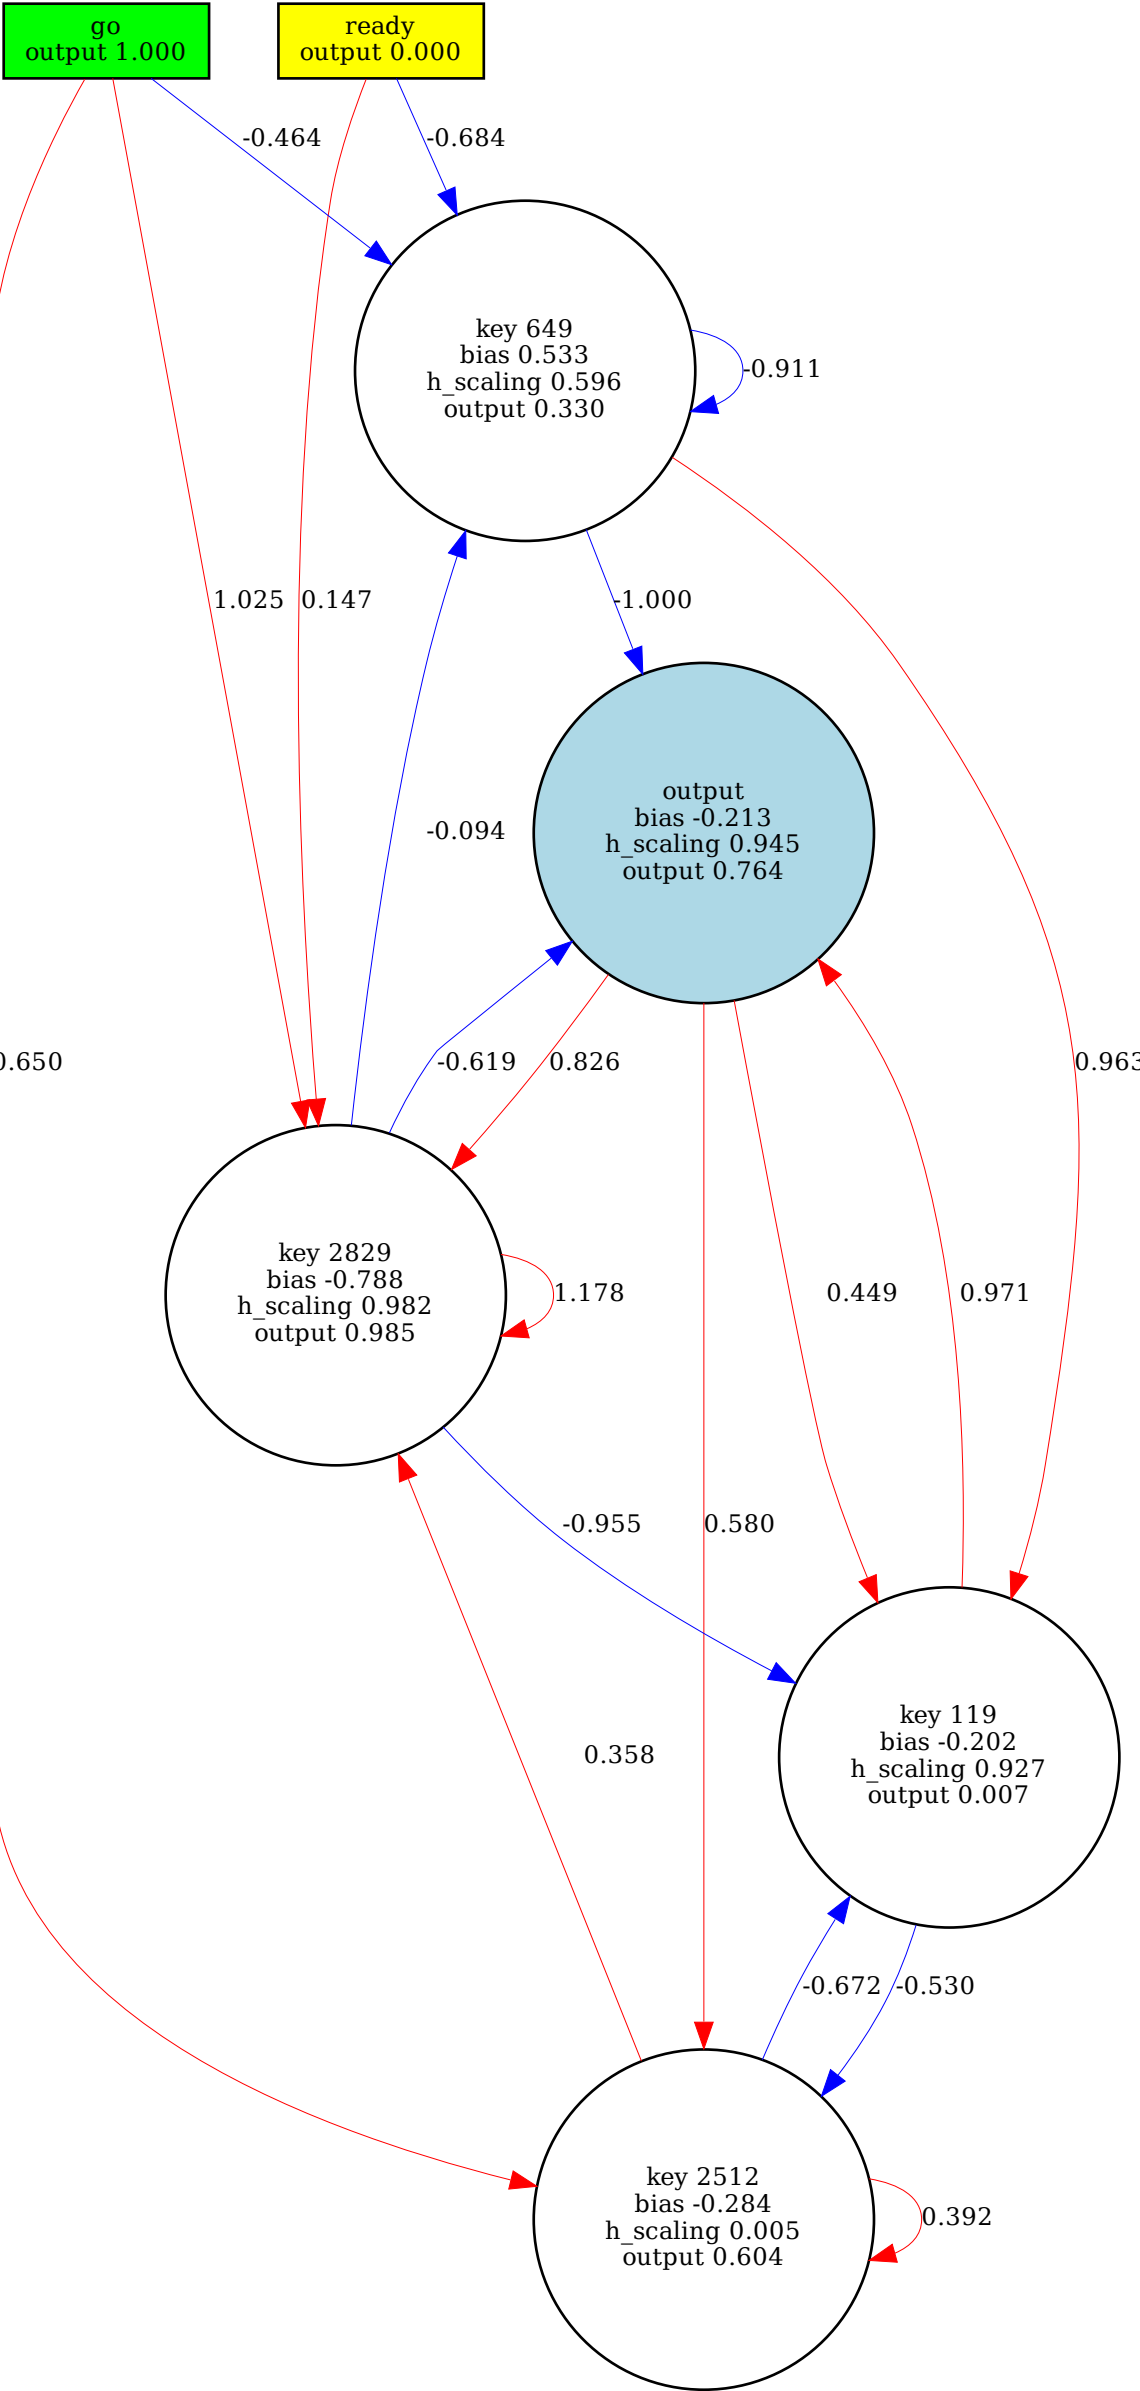 go
output 1.000
ready
output 0.000
-0.464
-0.684
key 649
bias 0.533
h_scaling 0.596
output 0.330
-0.911
1.025
0.147
-1.000
output
bias -0.213
h_scaling 0.945
output 0.764
-0.094
0.650
-0.619
0.826
0.963
key 2829
bias -0.788
h_scaling 0.982
output 0.985
1.178
0.449
0.971
-0.955
0.580
key 119
bias -0.202
h_scaling 0.927
output 0.007
0.358
-0.672
-0.530
key 2512
bias -0.284
h_scaling 0.005
output 0.604
0.392